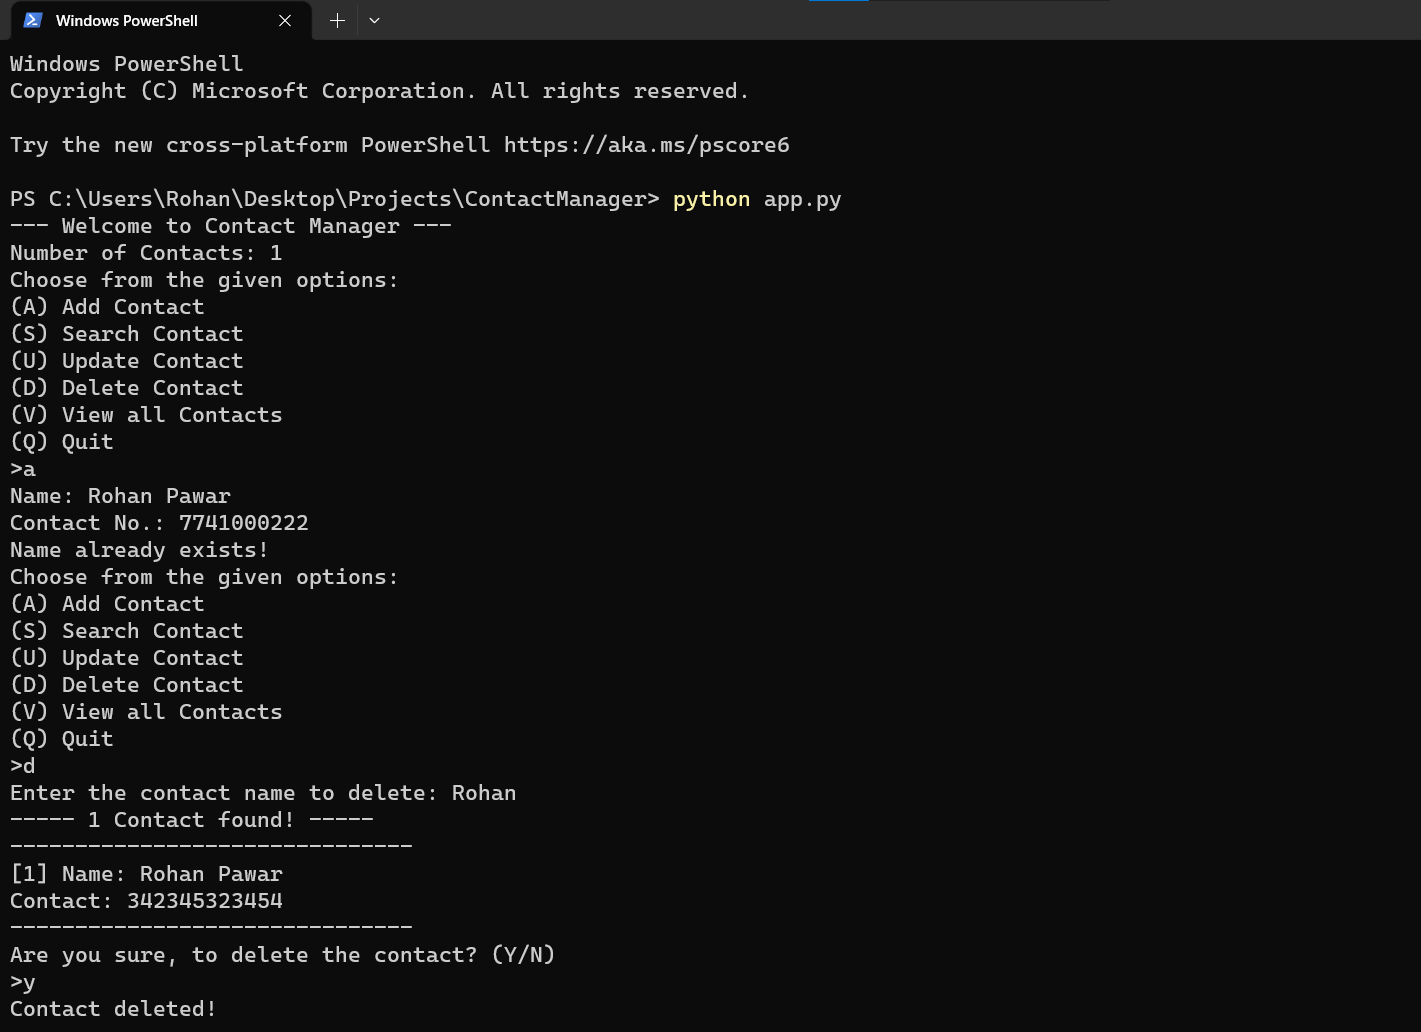 Windows PowerShell
Windows PowerShell
Copyright (C) Microsoft Corporation. All rights reserved.
Try the new cross-platform PowerShell https://aka.ms/pscore6
PS C:\Users\Rohan\Desktop\Projects\ContactManager> python app.py
--- Welcome to Contact Manager ---
Number of Contacts: 1
Choose from the given options:
(A) Add Contact
(S) Search Contact
(U) Update Contact
(D) Delete Contact
(V) View all Contacts
(Q) Quit
>a
Name: Rohan Pawar
Contact No.: 7741000222
Name already exists!
Choose from the given options:
(A) Add Contact
(S) Search Contact
(U) Update Contact
(D) Delete Contact
(V) View all Contacts
(Q) Quit
>d
Enter the contact name to delete: Rohan
----- 1 Contact found! -----
-------------------------------
[1] Name: Rohan Pawar
Contact: 342345323454
-------------------------------
Are you sure, to delete the contact? (Y/N)
>y
Contact deleted!